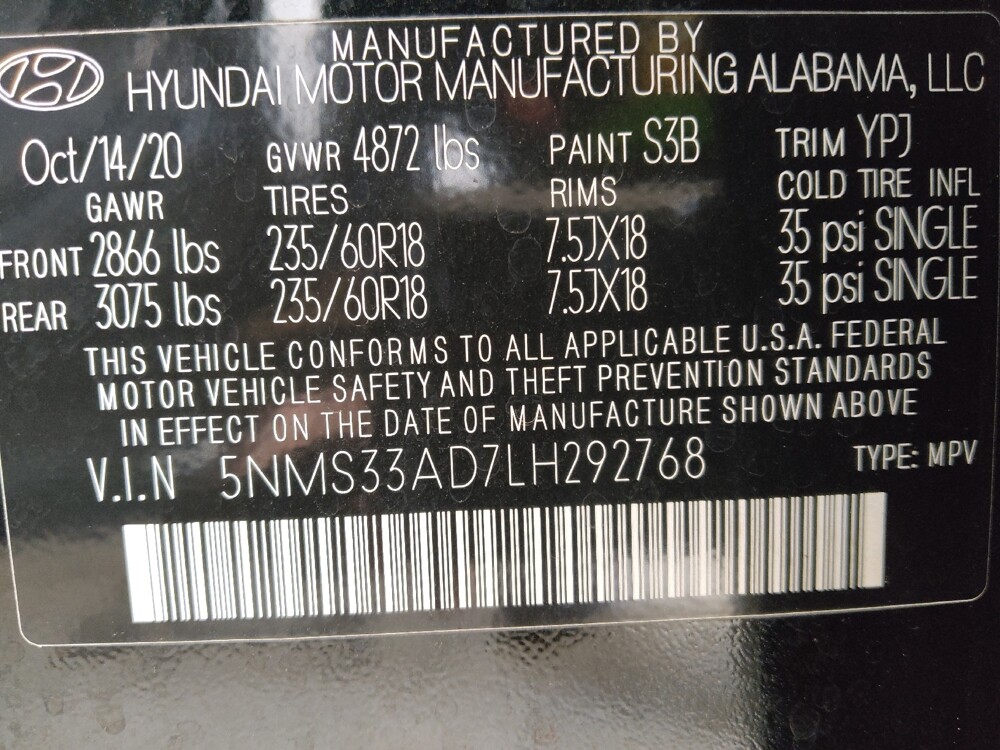 MANUFACTURED BY
HYUNDAI MOTOR MANUFACTURING ALABAMA, LLC
Oct/14/20 GVWR 4872 lbs PAINT S3B TRIM YPJ
GAWR TIRES RIMS COLD TIRE INFL
FRONT 2866 lbs 235/60R18 7.5JX18 35 psi SINGLE
REAR 3075 lbs 235/60R18 7.5JX18 35 psi SINGLE
THIS VEHICLE CONFORMS TO ALL APPLICABLE U.S.A. FEDERAL
MOTOR VEHICLE SAFETY AND THEFT PREVENTION STANDARDS
IN EFFECT ON THE DATE OF MANUFACTURE SHOWN ABOVE
V.I.N 5NMS33AD7LH292768 TYPE: MPV